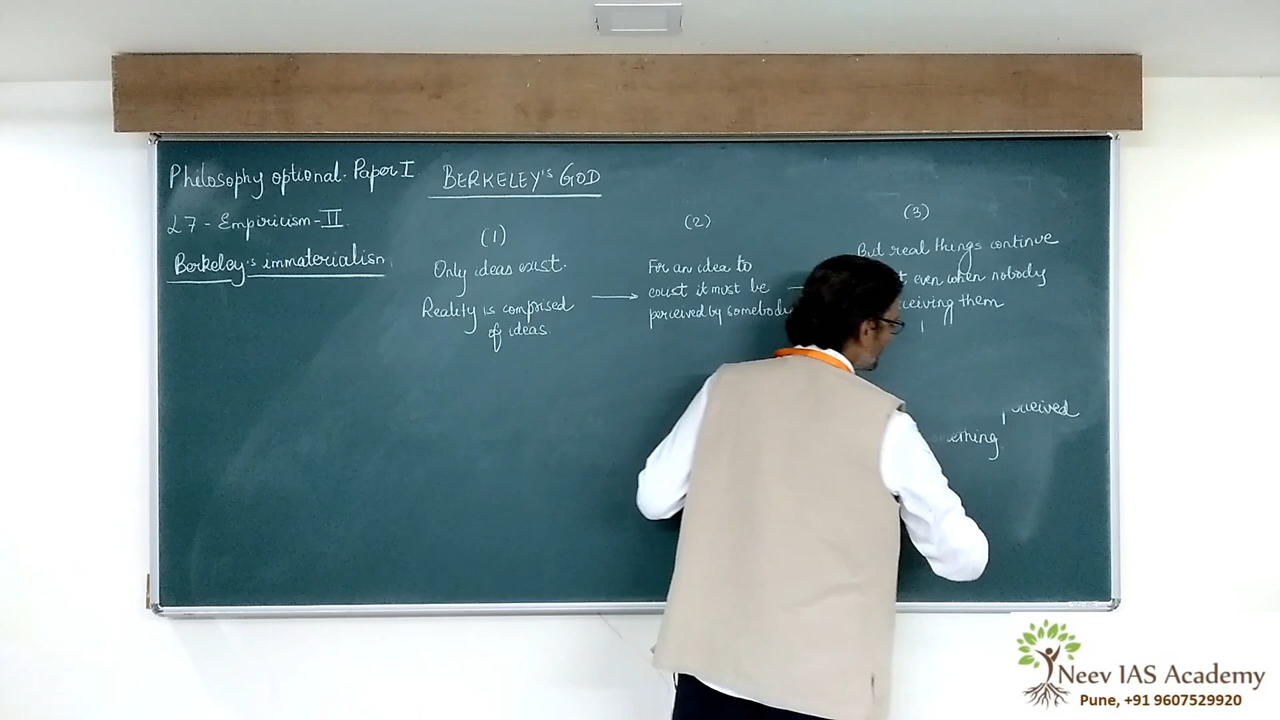 Philosophy optional. Paper I
BERKELEY'S GOD
L7 - Empiricism - II
Berkeley's immaterialism
(1)
Only ideas exist.
Reality is comprised
of ideas
(2)
For an idea to
exist it must be
perceived by somebody
(3)
But real things continue
even when nobody
them
Neev IAS Academy
Pune, +91 9607529920